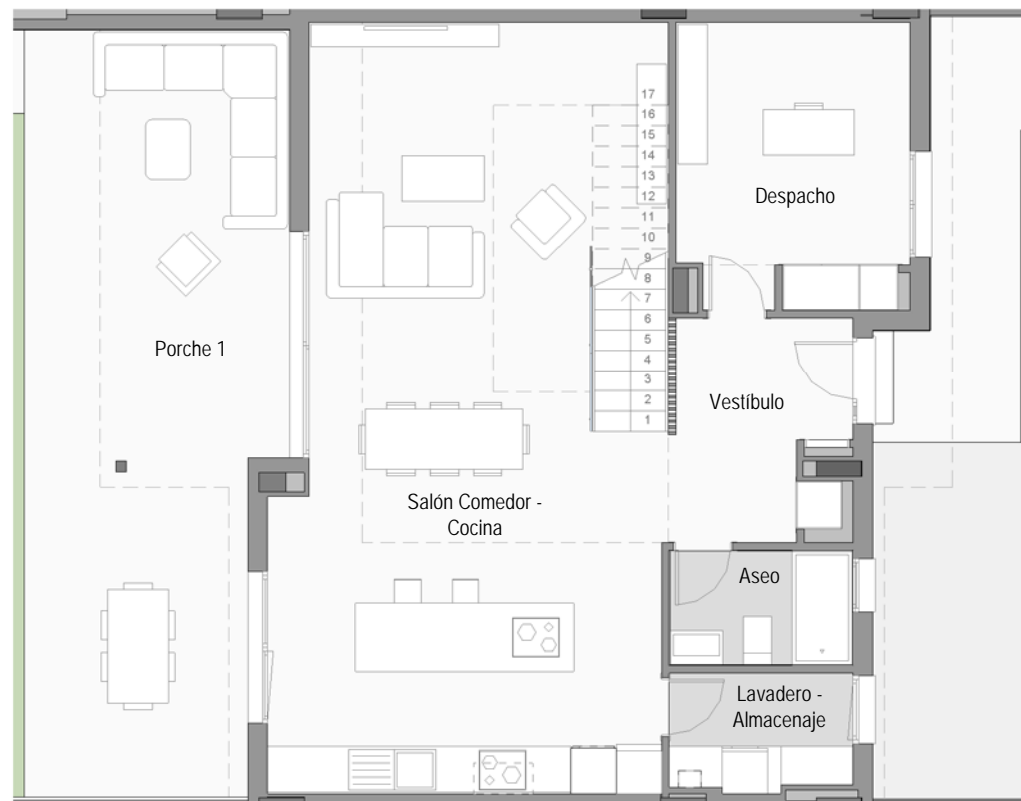 17
16
15
14
13
12
11
10
9
8
7
6
5
4
3
2
1
Despacho
Porche 1
Vestíbulo
Salón Comedor -
Cocina
Aseo
Lavadero -
Almacenaje